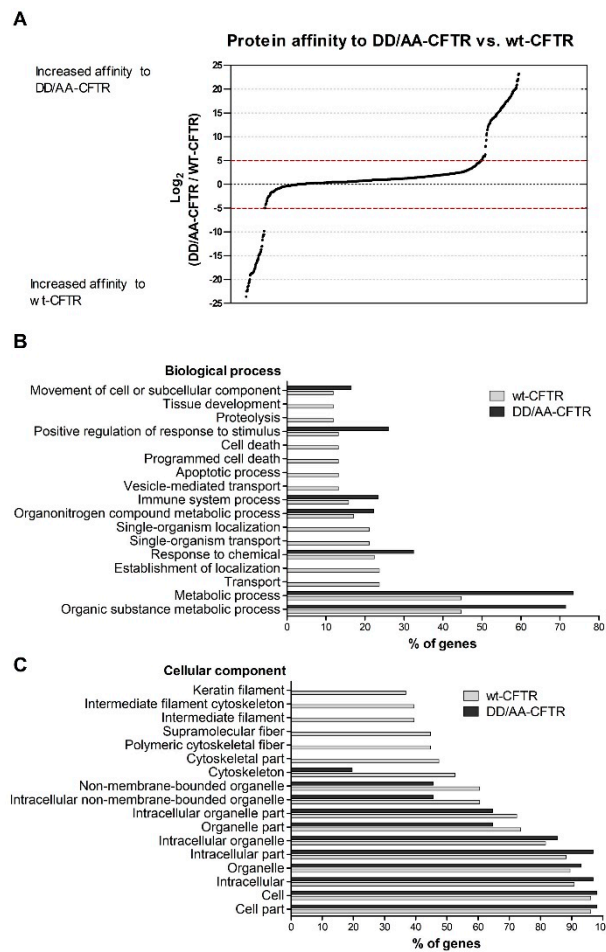 A
Protein affinity to DD/AA-CFTR vs. wt-CFTR
Increased affinity to
DD/AA-CFTR
Increased affinity to
wt-CFTR
Log2
(DD/AA-CFTR / WT-CFTR)
25
20
15
10
5
0
-5
-10
-15
-20
-25
B
Biological process
Movement of cell or subcellular component
Tissue development
Proteolysis
Positive regulation of response to stimulus
Cell death
Programmed cell death
Apoptotic process
Vesicle-mediated transport
Immune system process
Organonitrogen compound metabolic process
Single-organism localization
Single-organism transport
Response to chemical
Establishment of localization
Transport
Metabolic process
Organic substance metabolic process
wt-CFTR
DD/AA-CFTR
0 10 20 30 40 50 60 70 80
% of genes
C
Cellular component
Keratin filament
Intermediate filament cytoskeleton
Intermediate filament
Supramolecular fiber
Polymeric cytoskeletal fiber
Cytoskeletal part
Cytoskeleton
Non-membrane-bounded organelle
Intracellular non-membrane-bounded organelle
Intracellular organelle part
Organelle part
Intracellular organelle
Intracellular part
Organelle
Intracellular
Cell
Cell part
wt-CFTR
DD/AA-CFTR
0 10 20 30 40 50 60 70 80 90 100
% of genes